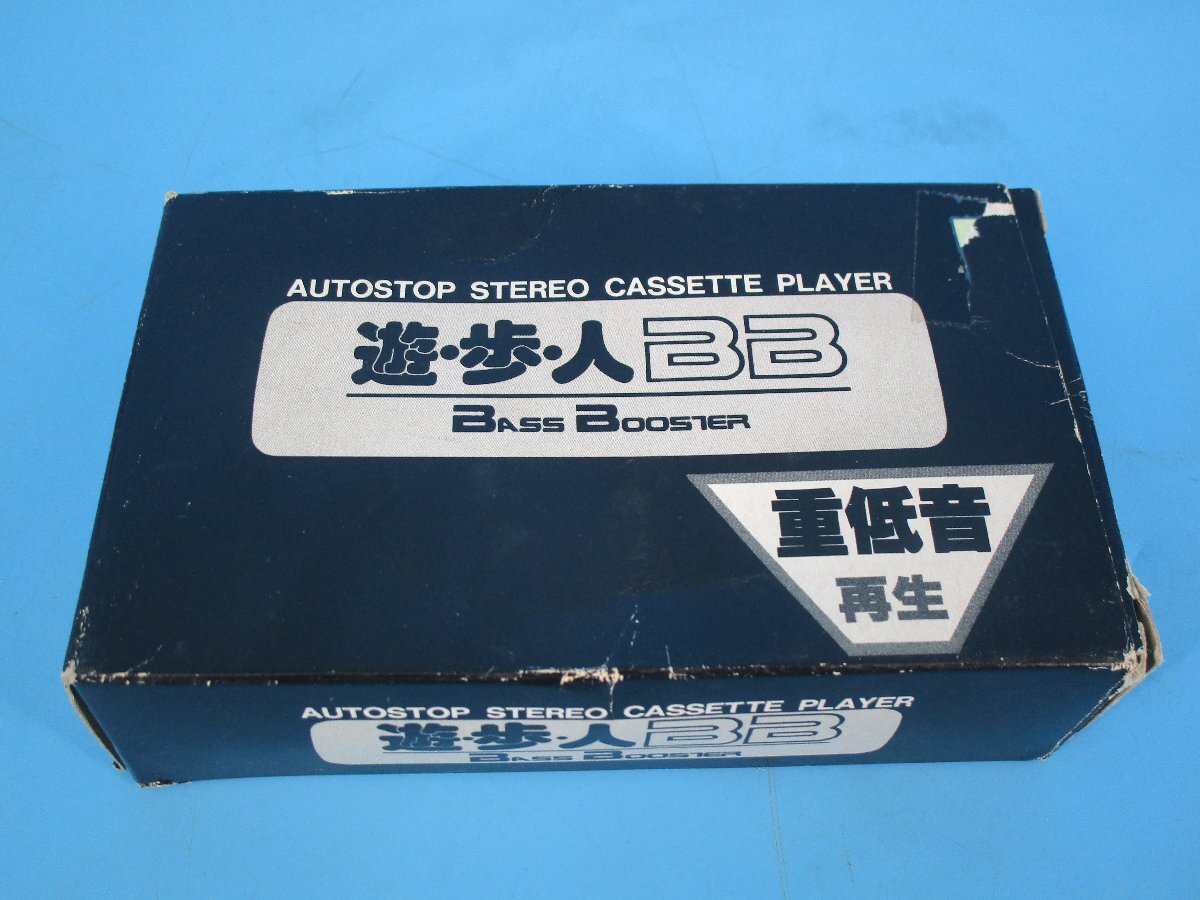 AUTOSTOP STEREO CASSETTE PLAYER
遊・歩・人BB
BASS BOOSTER
重低音
再生
AUTOSTOP STEREO CASSETTE PLAYER
遊・歩・人BB
BASS BOOSTER